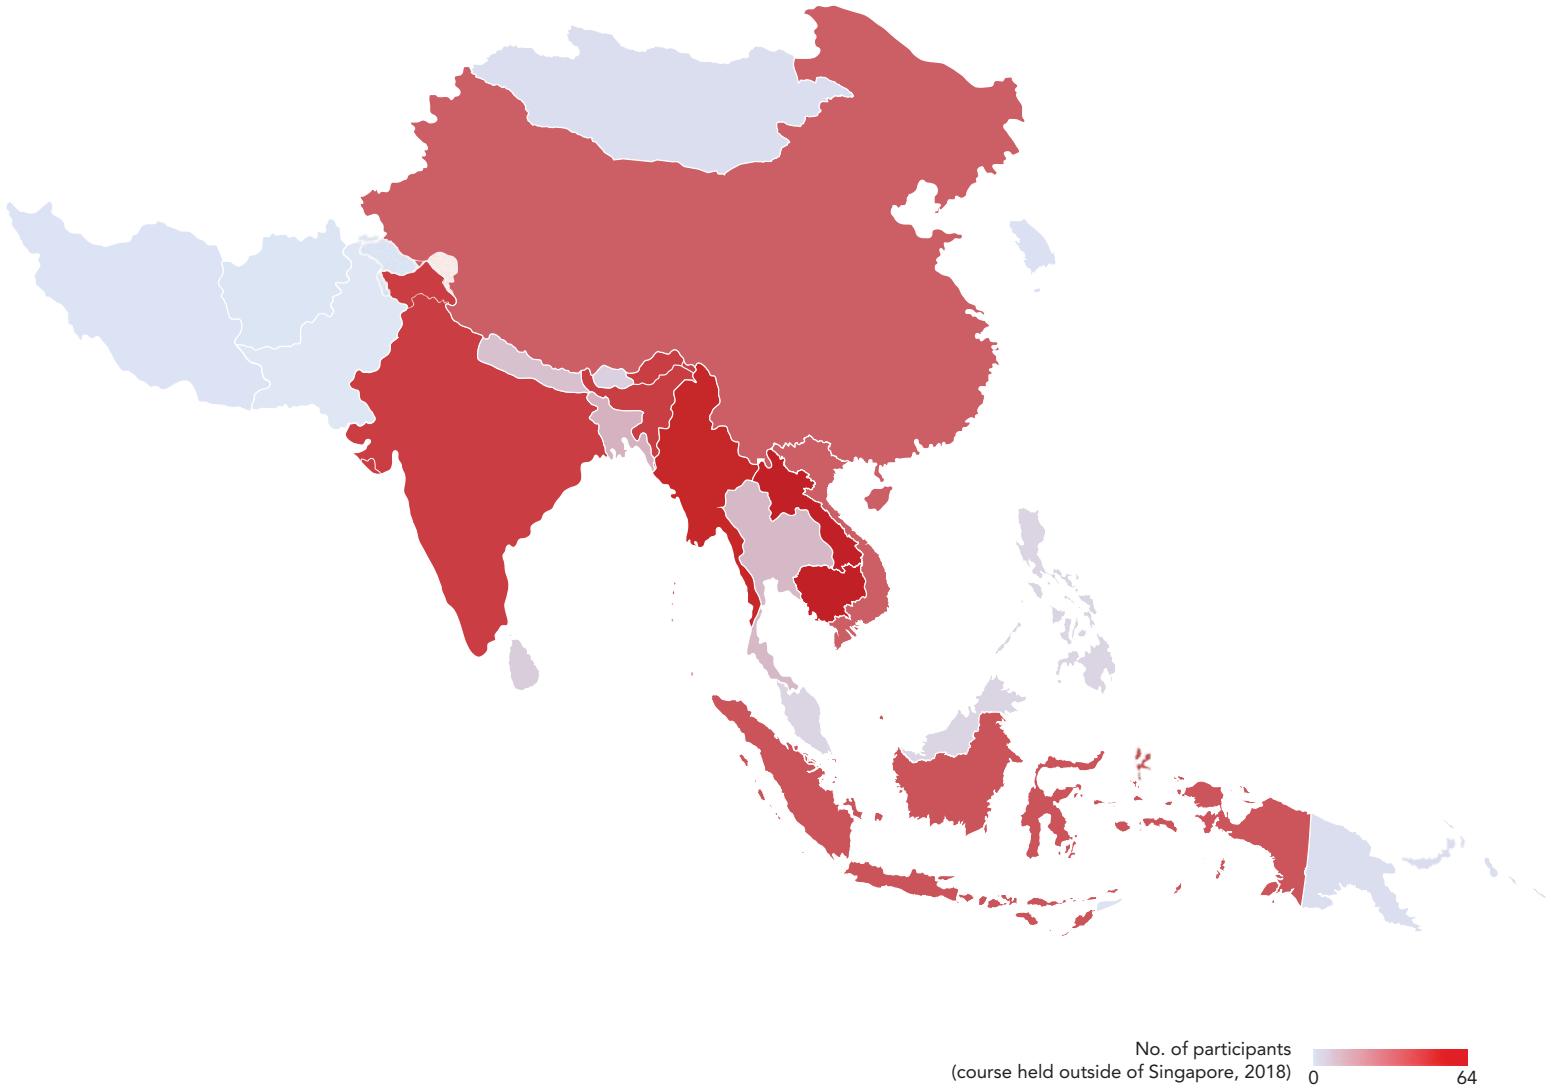 No. of participants
(course held outside of Singapore, 2018)
0
64